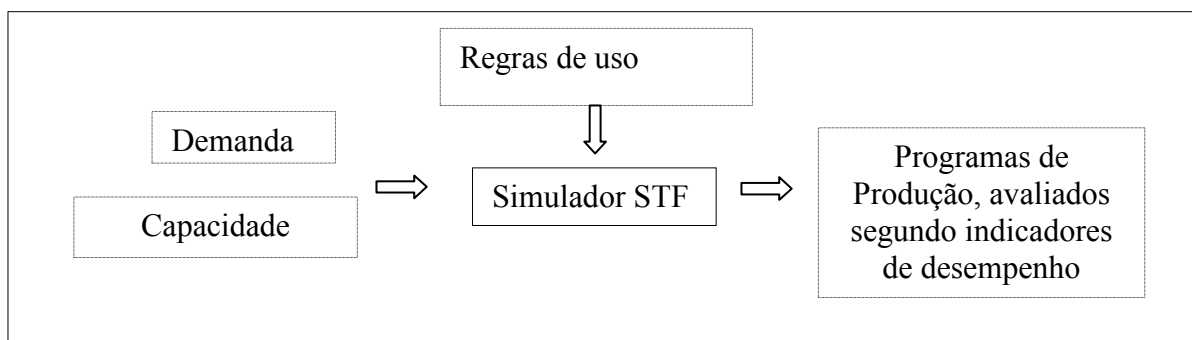 Regras de uso
Demanda
Capacidade
Simulador STF
Programas de
Produção, avaliados
segundo indicadores
de desempenho